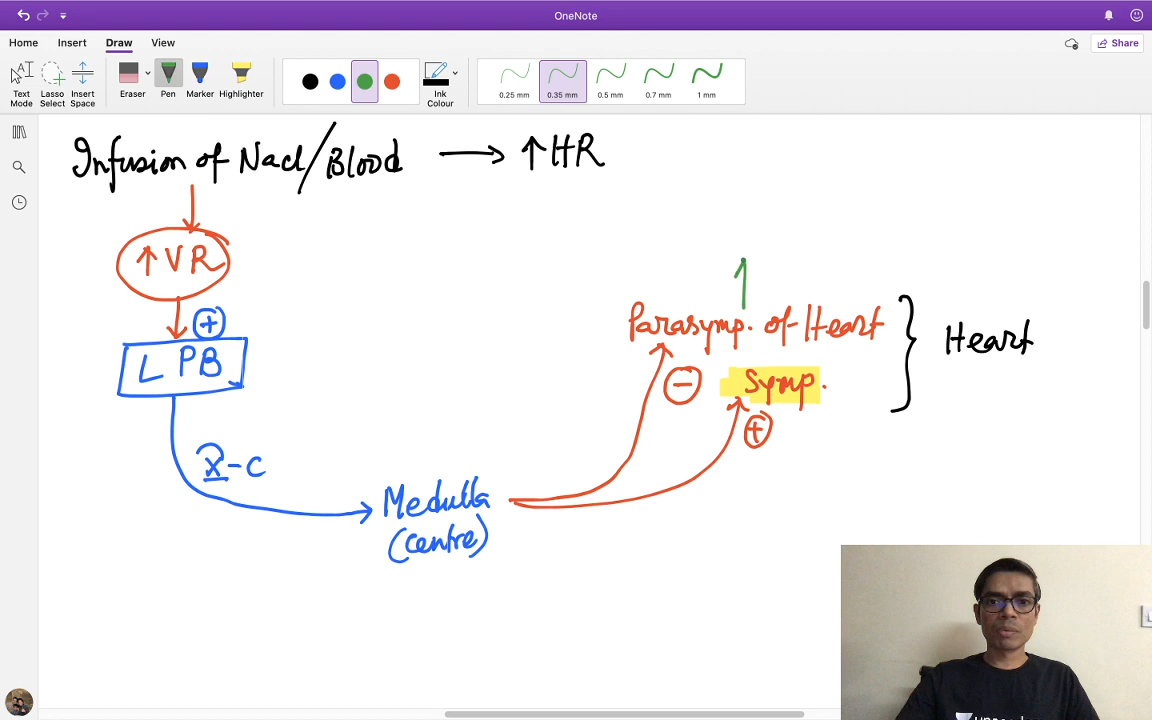 OneNote
Home Insert Draw View
Share
Text Mode
Lasso Select
Insert Space
Eraser
Pen
Marker
Highlighter
Ink Colour
0.25 mm
0.35 mm
0.5 mm
0.7 mm
1 mm
Infusion of Nacl/Blood → ↑HR
↑ VR
+
LPB
X-C
Medulla
(centre)
↑
Parasymp. of Heart
− Symp.
+
Heart